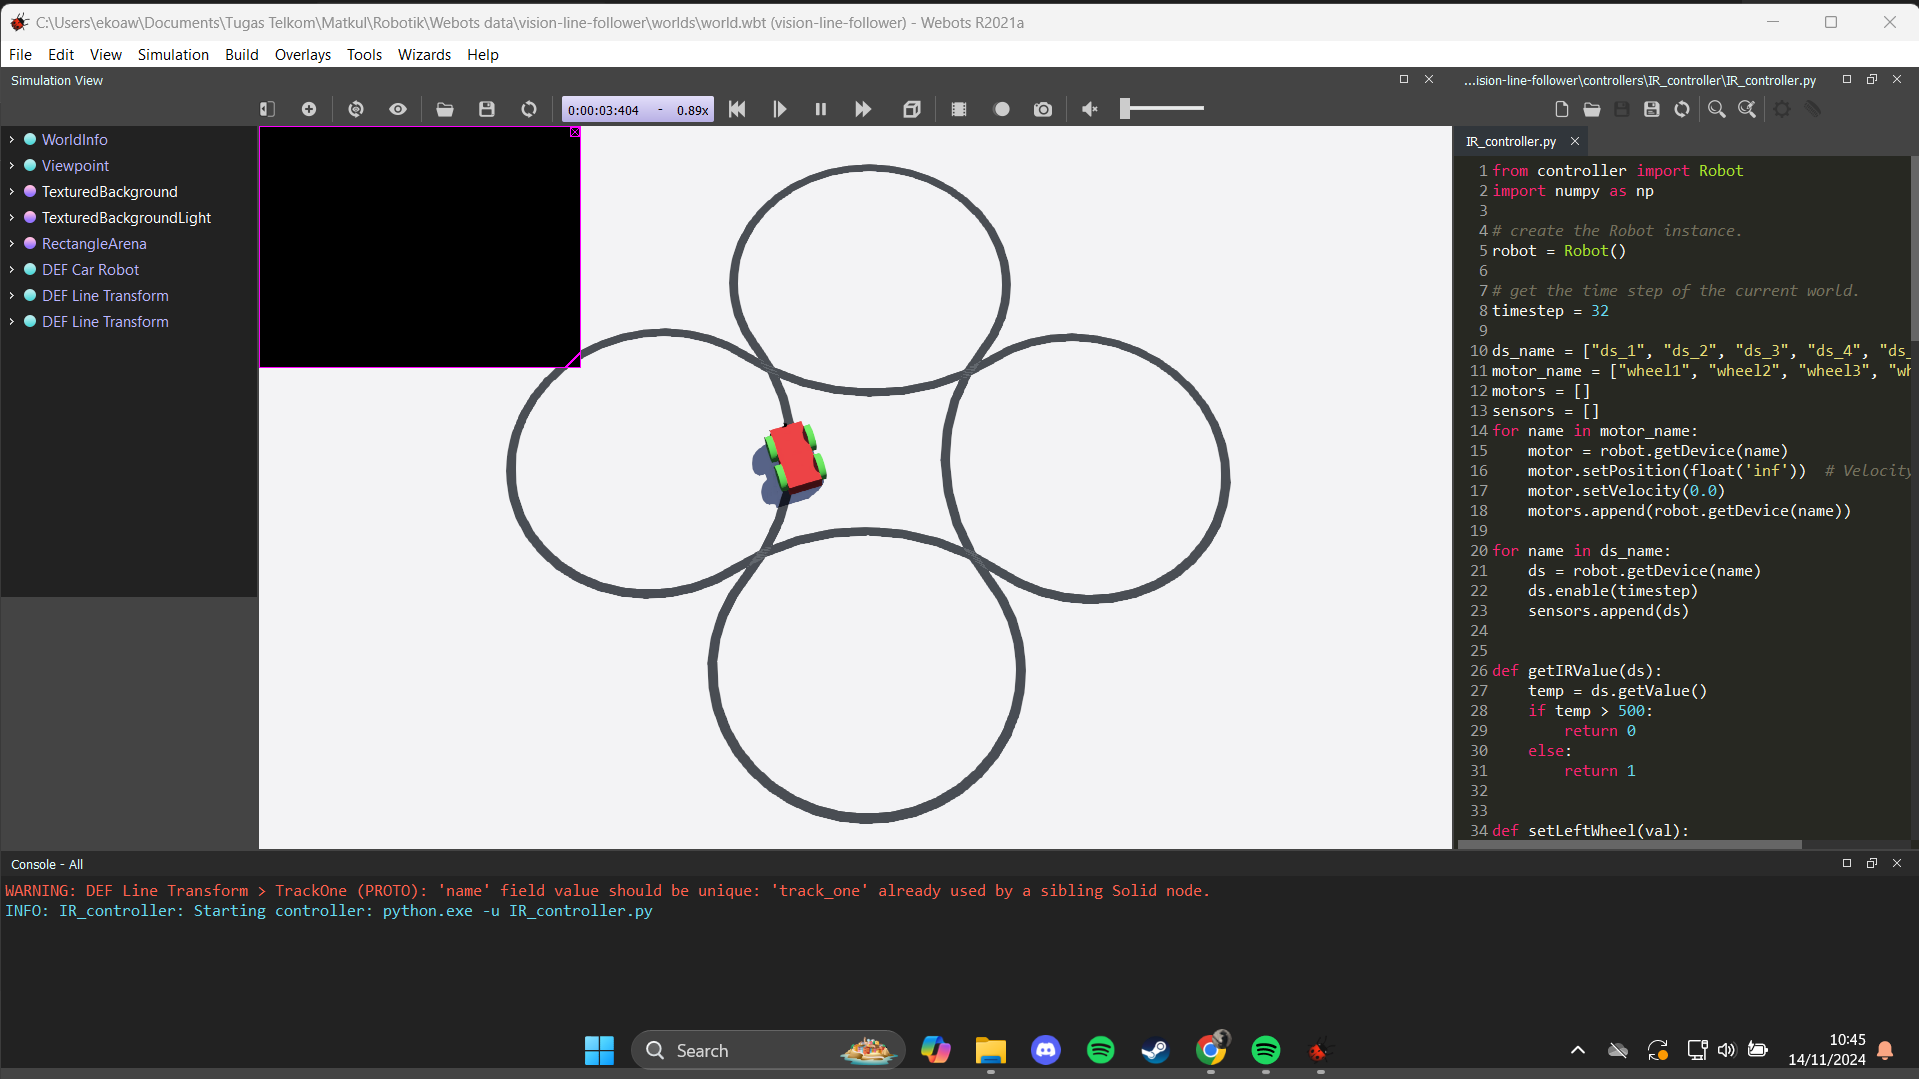 C:\Users\ekoaw\Documents\Tugas Telkom\Matkul\Robotik\Webots data\vision-line-follower\worlds\world.wbt (vision-line-follower) - Webots R2021a
File Edit View Simulation Build Overlays Tools Wizards Help
Simulation View
0:00:03:404 - 0.89x
WorldInfo
Viewpoint
TexturedBackground
TexturedBackgroundLight
RectangleArena
DEF Car Robot
DEF Line Transform
DEF Line Transform
...ision-line-follower\controllers\IR_controller\IR_controller.py
IR_controller.py
1 from controller import Robot
2 import numpy as np
3
4 # create the Robot instance.
5 robot = Robot()
6
7 # get the time step of the current world.
8 timestep = 32
9
10 ds_name = ["ds_1", "ds_2", "ds_3", "ds_4", "ds_
11 motor_name = ["wheel1", "wheel2", "wheel3", "wh
12 motors = []
13 sensors = []
14 for name in motor_name:
15     motor = robot.getDevice(name)
16     motor.setPosition(float('inf'))  # Velocity
17     motor.setVelocity(0.0)
18     motors.append(robot.getDevice(name))
19
20 for name in ds_name:
21     ds = robot.getDevice(name)
22     ds.enable(timestep)
23     sensors.append(ds)
24
25
26 def getIRValue(ds):
27     temp = ds.getValue()
28     if temp > 500:
29         return 0
30     else:
31         return 1
32
33
34 def setLeftWheel(val):
Console - All
WARNING: DEF Line Transform > TrackOne (PROTO): 'name' field value should be unique: 'track_one' already used by a sibling Solid node.
INFO: IR_controller: Starting controller: python.exe -u IR_controller.py
Search
10:45
14/11/2024